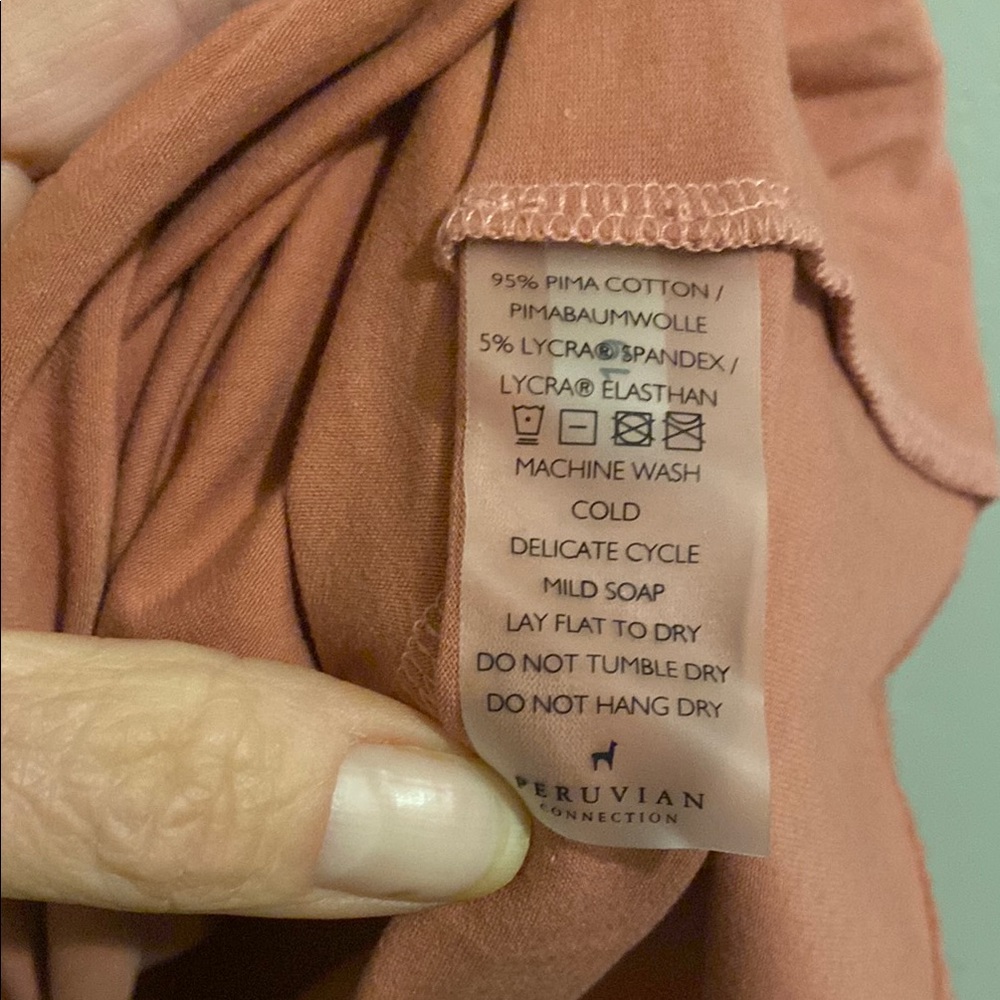 95% PIMA COTTON /
PIMABAUMWOLLE
5% LYCRA® SPANDEX /
LYCRA® ELASTHAN
MACHINE WASH
COLD
DELICATE CYCLE
MILD SOAP
LAY FLAT TO DRY
DO NOT TUMBLE DRY
DO NOT HANG DRY
PERUVIAN
CONNECTION